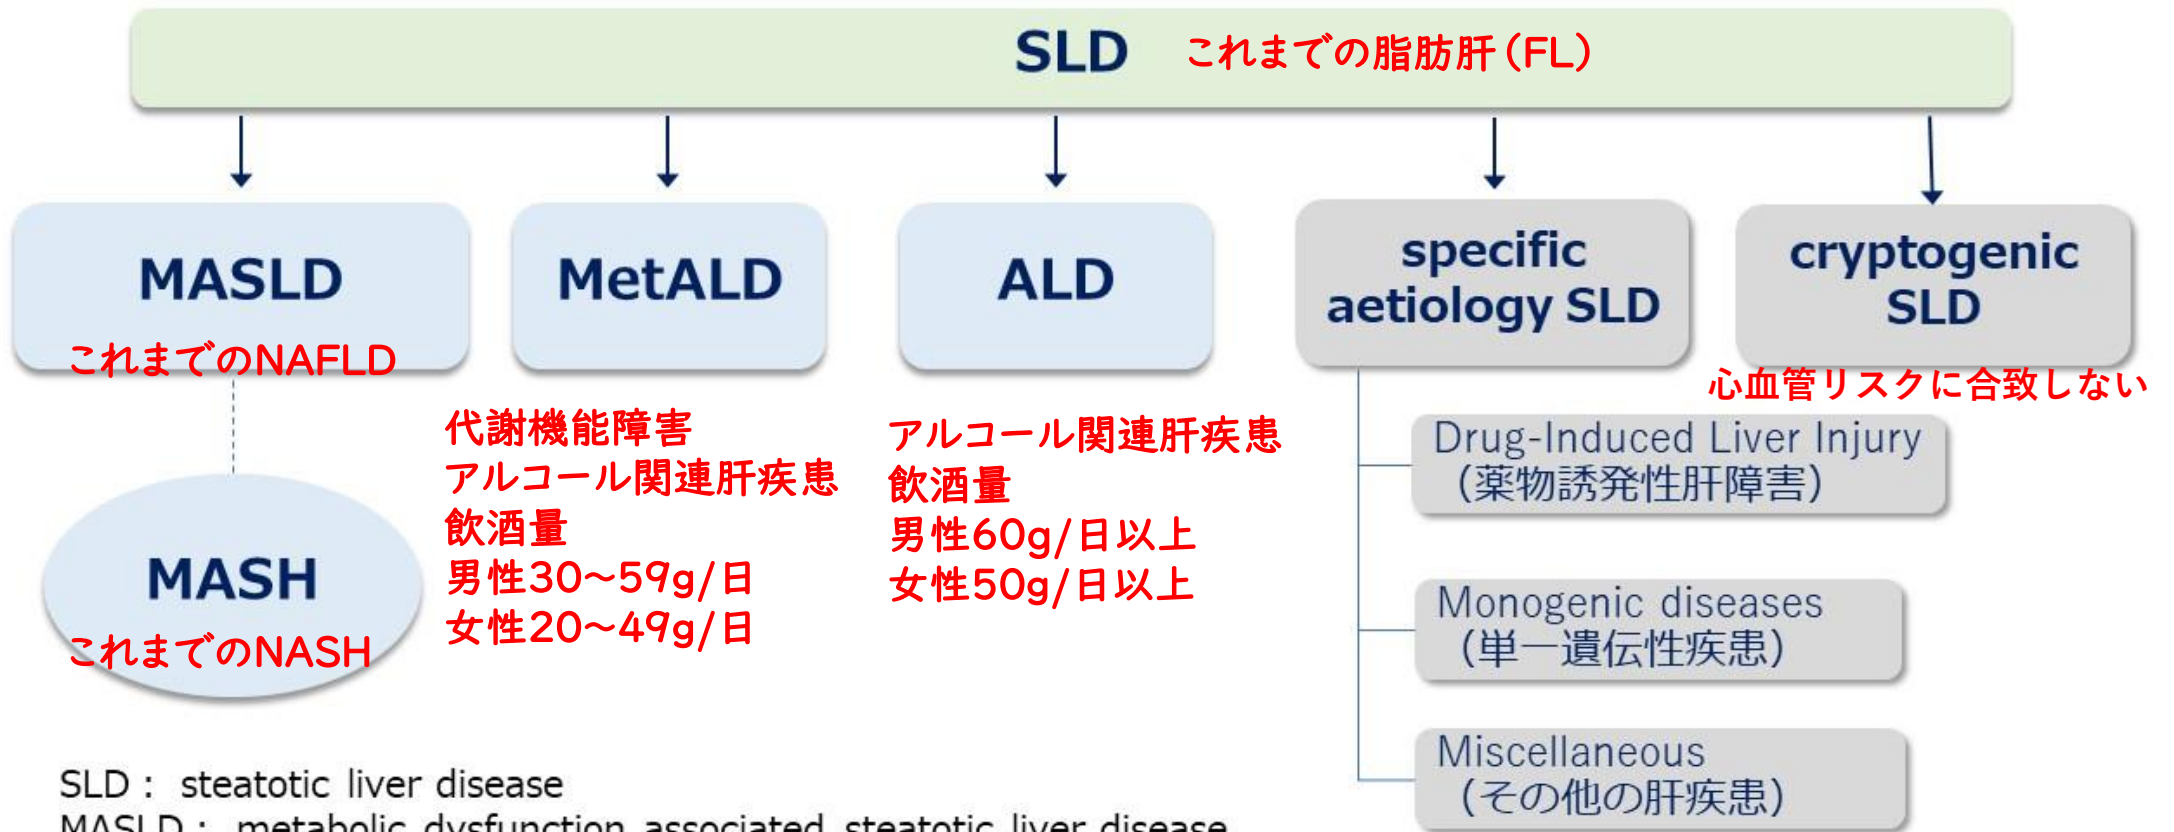 SLD これまでの脂肪肝(FL)
MASLD
これまでのNAFLD
MASH
これまでのNASH
MetALD
代謝機能障害
アルコール関連肝疾患
飲酒量
男性30～59g/日
女性20～49g/日
ALD
アルコール関連肝疾患
飲酒量
男性60g/日以上
女性50g/日以上
specific
aetiology SLD
Drug-Induced Liver Injury
（薬物誘発性肝障害）
Monogenic diseases
（単一遺伝性疾患）
Miscellaneous
（その他の肝疾患）
cryptogenic
SLD
心血管リスクに合致しない
SLD： steatotic liver disease
MASLD： metabolic dysfunction associated steatotic liver disease